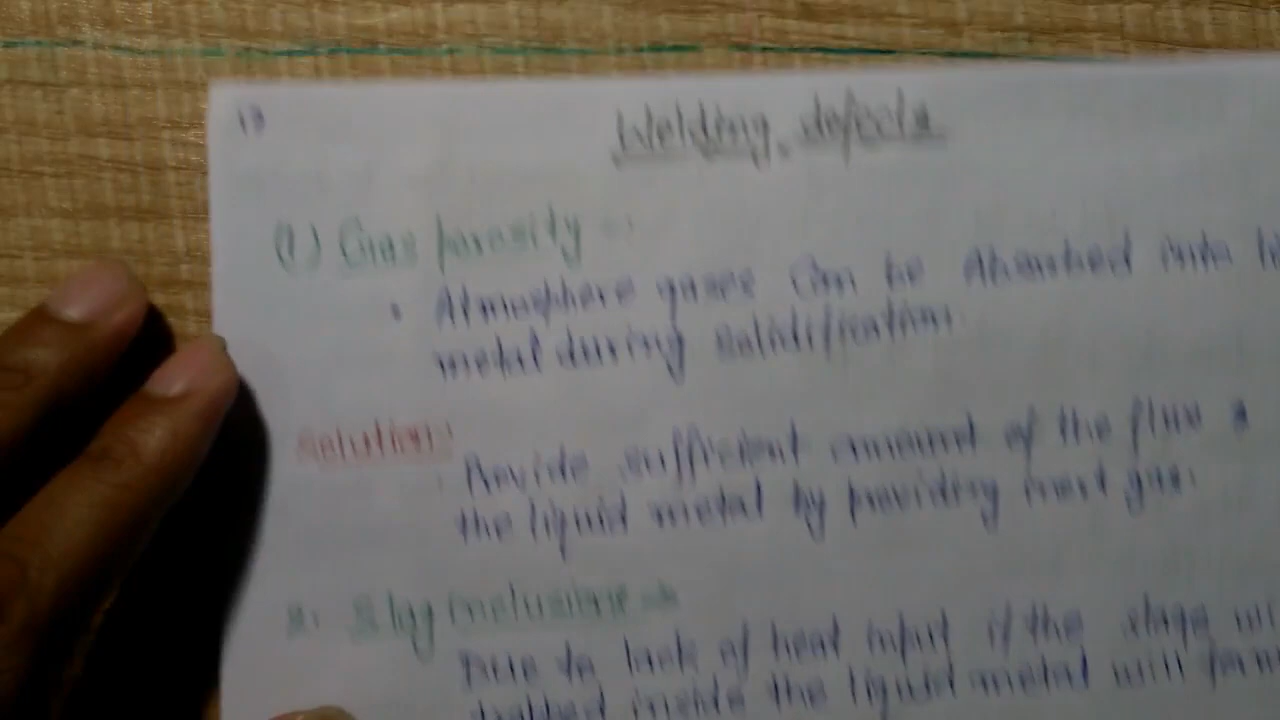 Welding defects
(1) Gas porosity :-
• Atmosphere gases can be Absorbed into
metal during solidification
Solution:
Provide sufficient amount of the flux &
the liquid metal by providing inert gas.
2. Slag inclusions :-
Due to lack of heat input if the slage
inside the liquid metal will